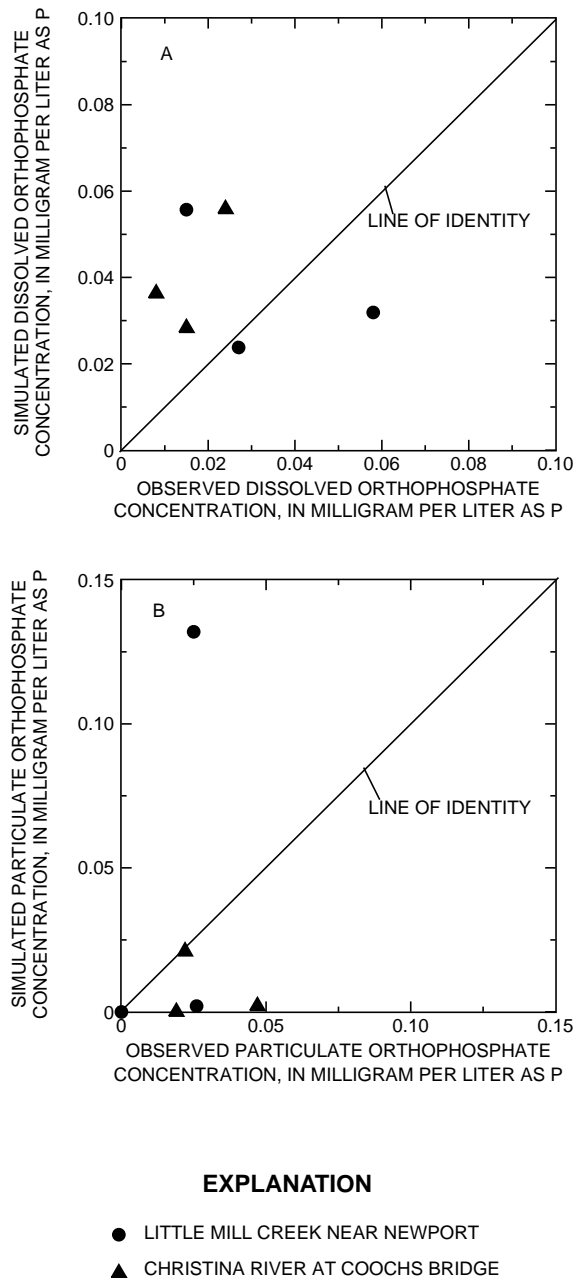 SIMULATED DISSOLVED ORTHOPHOSPHATE
CONCENTRATION, IN MILLIGRAM PER LITER AS P
0.10
0.08
0.06
0.04
0.02
0
A
LINE OF IDENTITY
0
0.02
0.04
0.06
0.08
0.10
OBSERVED DISSOLVED ORTHOPHOSPHATE
CONCENTRATION, IN MILLIGRAM PER LITER AS P
SIMULATED PARTICULATE ORTHOPHOSPHATE
CONCENTRATION, IN MILLIGRAM PER LITER AS P
0.15
0.10
0.05
0
B
LINE OF IDENTITY
0
0.05
0.10
0.15
OBSERVED PARTICULATE ORTHOPHOSPHATE
CONCENTRATION, IN MILLIGRAM PER LITER AS P
EXPLANATION
LITTLE MILL CREEK NEAR NEWPORT
CHRISTINA RIVER AT COOCHS BRIDGE